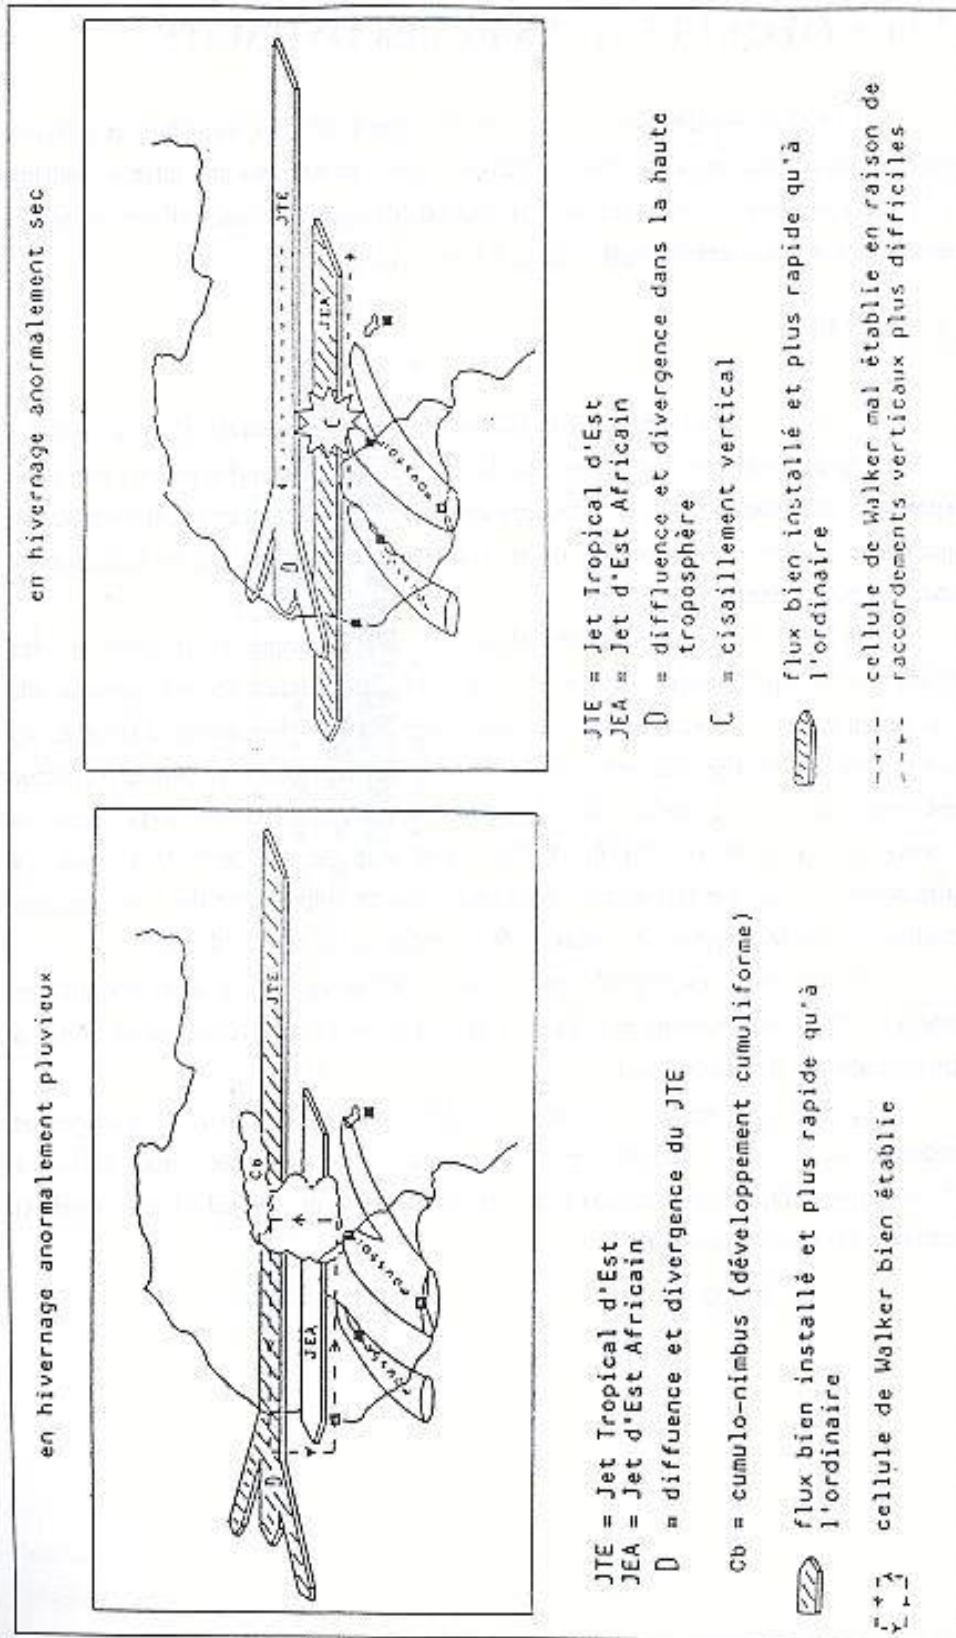 en hivernage anormalement pluvieux
JTE
Cb
D
JEA
mousson
mousson
JTE = Jet Tropical d'Est
JEA = Jet d'Est Africain
D = diffuence et divergence du JTE
Cb = cumulo-nimbus (développement cumuliforme)
flux bien installé et plus rapide qu'à
l'ordinaire
cellule de Walker bien établie
en hivernage anormalement sec
JTE
D
JEA
C
mousson
mousson
JTE = Jet Tropical d'Est
JEA = Jet d'Est Africain
D = diffluence et divergence dans la haute
troposphère
C = cisaillement vertical
flux bien installé et plus rapide qu'à
l'ordinaire
cellule de Walker mal établie en raison de
raccordements verticaux plus difficiles